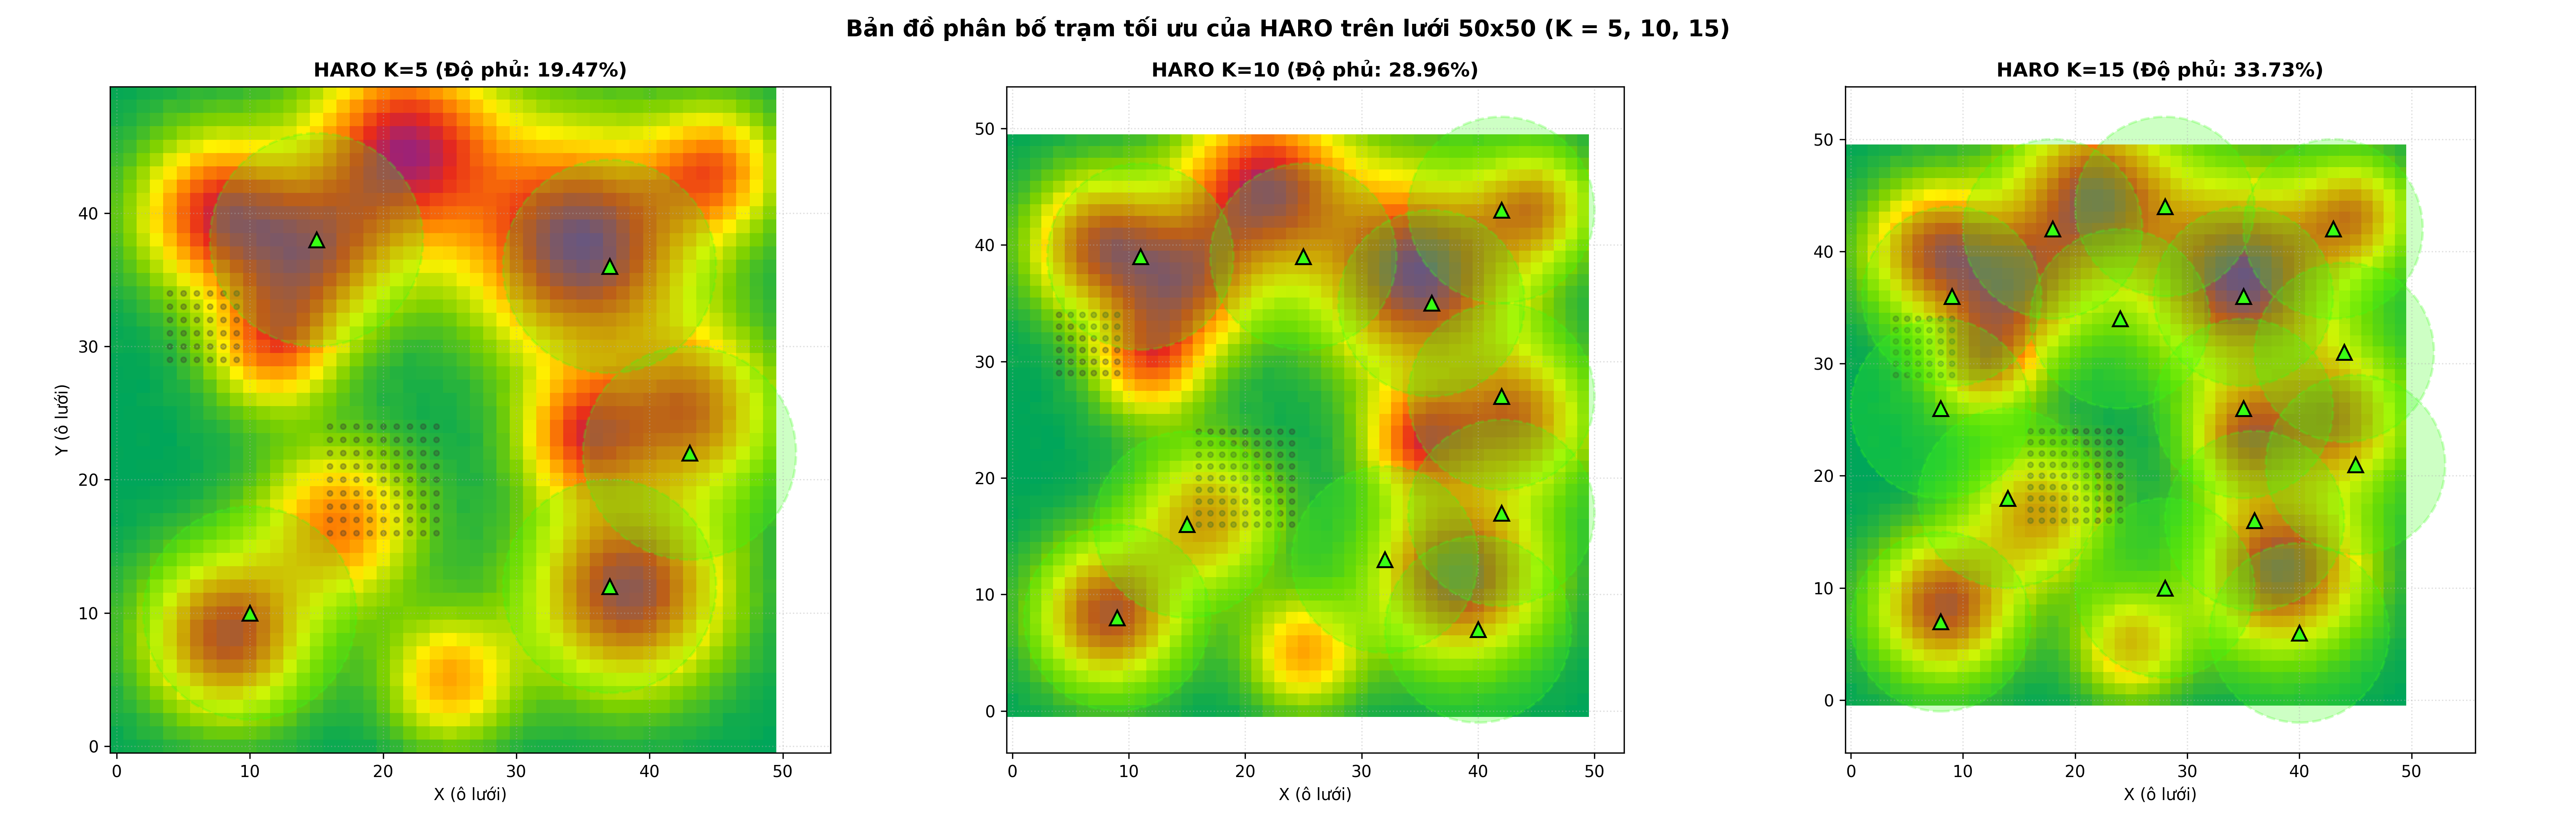 Bản đồ phân bố trạm tối ưu của HARO trên lưới 50x50 (K = 5, 10, 15)
HARO K=5 (Độ phủ: 19.47%)
40
30
20
10
0
Y (ô lưới)
0 10 20 30 40 50
X (ô lưới)
HARO K=10 (Độ phủ: 28.96%)
50
40
30
20
10
0
0 10 20 30 40 50
X (ô lưới)
HARO K=15 (Độ phủ: 33.73%)
50
40
30
20
10
0
0 10 20 30 40 50
X (ô lưới)